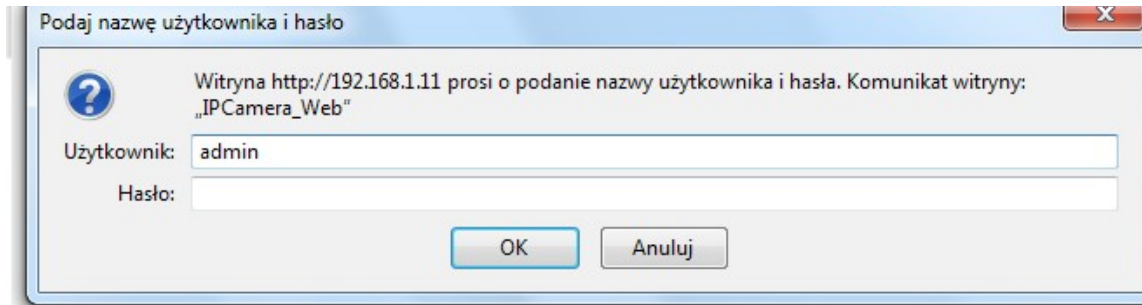 Podaj nazwę użytkownika i hasło
Witryna http://192.168.1.11 prosi o podanie nazwy użytkownika i hasła. Komunikat witryny:
„IPCamera_Web”
Użytkownik: admin
Hasło:
OK Anuluj